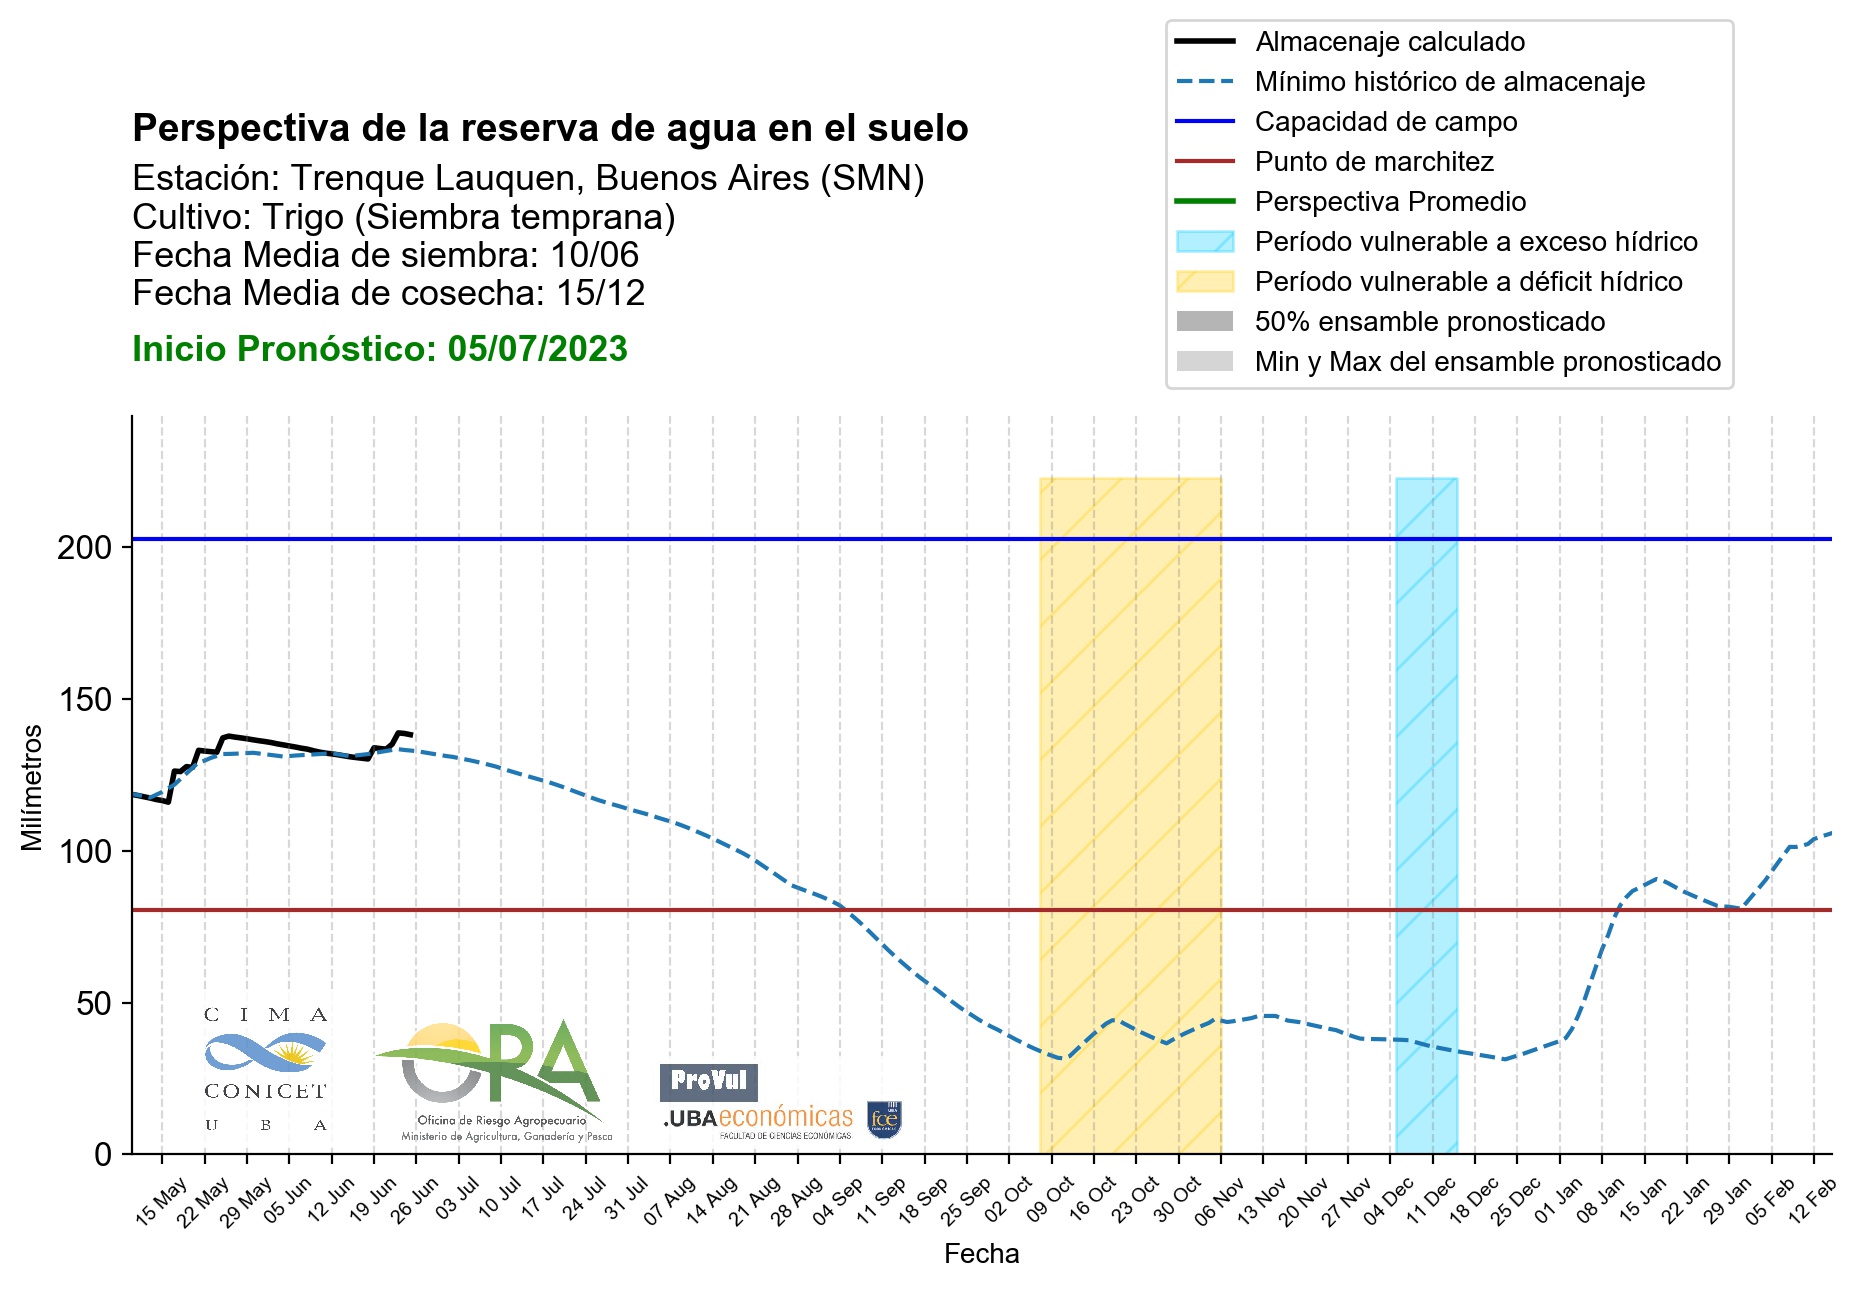 Almacenaje calculado
Mínimo histórico de almacenaje
Capacidad de campo
Punto de marchitez
Perspectiva Promedio
Período vulnerable a exceso hídrico
Período vulnerable a déficit hídrico
50% ensamble pronosticado
Min y Max del ensamble pronosticado
Perspectiva de la reserva de agua en el suelo
Estación: Trenque Lauquen, Buenos Aires (SMN)
Cultivo: Trigo (Siembra temprana)
Fecha Media de siembra: 10/06
Fecha Media de cosecha: 15/12
Inicio Pronóstico: 05/07/2023
Milímetros
200
150
100
50
0
CIMA
CONICET
UBA
ORA
Oficina de Riesgo Agropecuario
Ministerio de Agricultura, Ganadería y Pesca
ProVul
.UBAeconómicas
FACULTAD DE CIENCIAS ECONÓMICAS
UBA
fce
ECONÓMICAS
15 May
22 May
29 May
05 Jun
12 Jun
19 Jun
26 Jun
03 Jul
10 Jul
17 Jul
24 Jul
31 Jul
07 Aug
14 Aug
21 Aug
28 Aug
04 Sep
11 Sep
18 Sep
25 Sep
02 Oct
09 Oct
16 Oct
23 Oct
30 Oct
06 Nov
13 Nov
20 Nov
27 Nov
04 Dec
11 Dec
18 Dec
25 Dec
01 Jan
08 Jan
15 Jan
22 Jan
29 Jan
05 Feb
12 Feb
Fecha